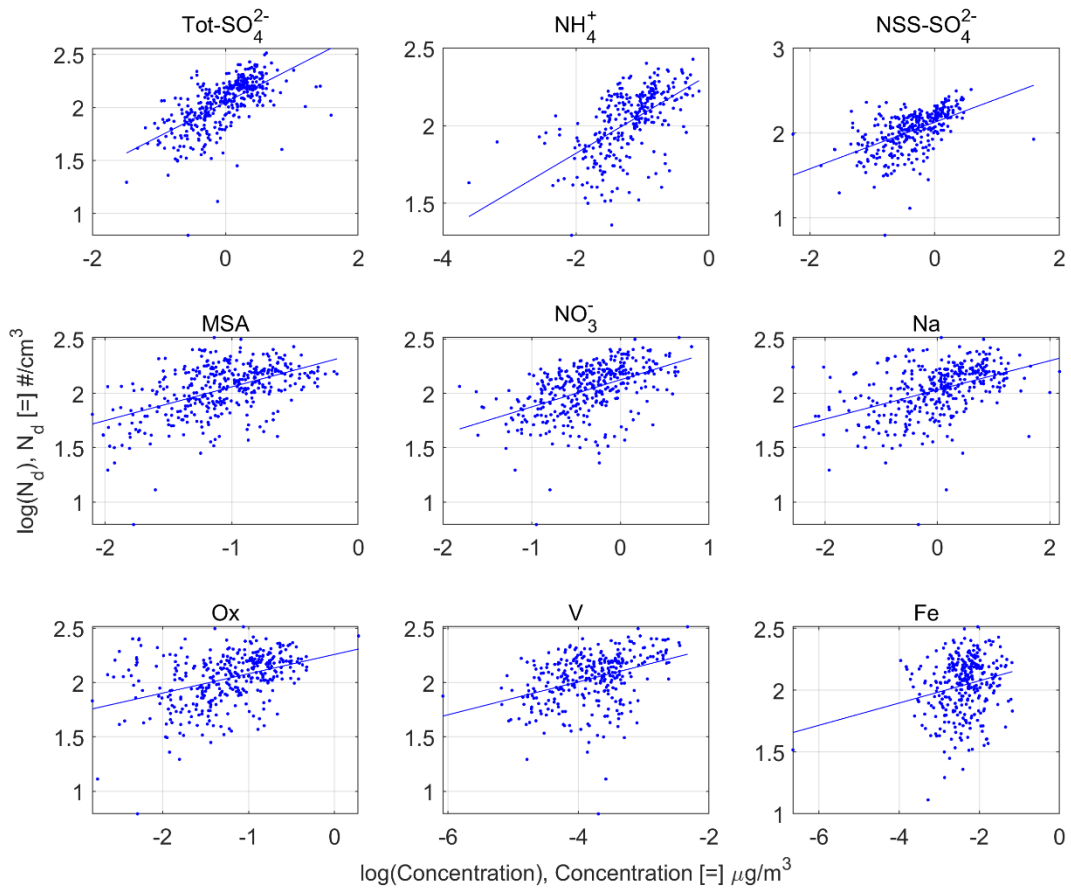 Tot-SO₄²⁻ NH₄⁺ NSS-SO₄²⁻
2.5 2 1.5 1
-2 0 2
2 1.5
-4 -2 0
3 2 1
-2 0 2
MSA NO₃⁻ Na
2.5 2 1.5 1
-2 -1 0
2.5 2 1.5 1
-2 -1 0 1
2.5 2 1.5 1
-2 0 2
log(N_d), N_d [=] #/cm³
Ox V Fe
2.5 2 1.5 1
-2 -1 0
2.5 2 1.5 1
-6 -4 -2
2.5 2 1.5 1
-6 -4 -2 0
log(Concentration), Concentration [=] μg/m³